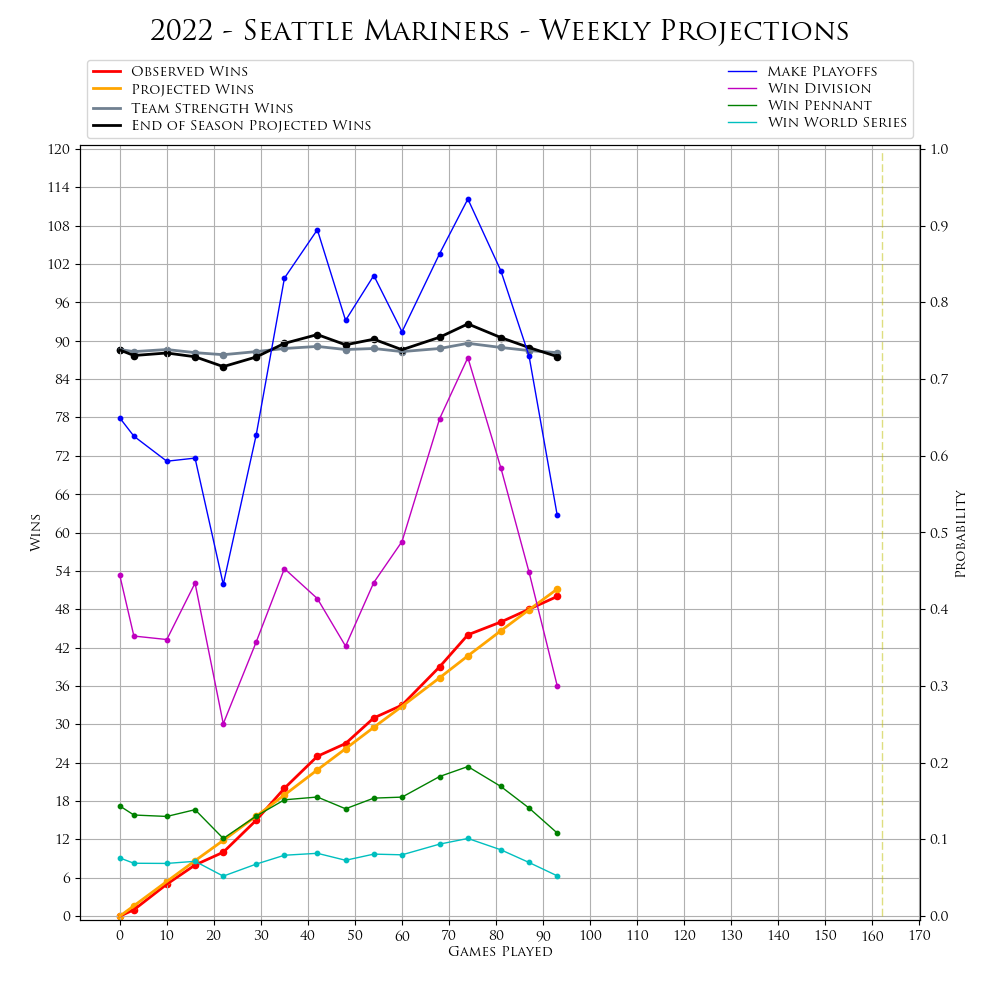 2022 - Seattle Mariners - Weekly Projections
Observed Wins
Projected Wins
Team Strength Wins
End of Season Projected Wins
Make Playoffs
Win Division
Win Pennant
Win World Series
120
114
108
102
96
90
84
78
72
66
60
54
48
42
36
30
24
18
12
6
0
Wins
1.0
0.9
0.8
0.7
0.6
0.5
0.4
0.3
0.2
0.1
0.0
Probability
0 10 20 30 40 50 60 70 80 90 100 110 120 130 140 150 160 170
Games Played